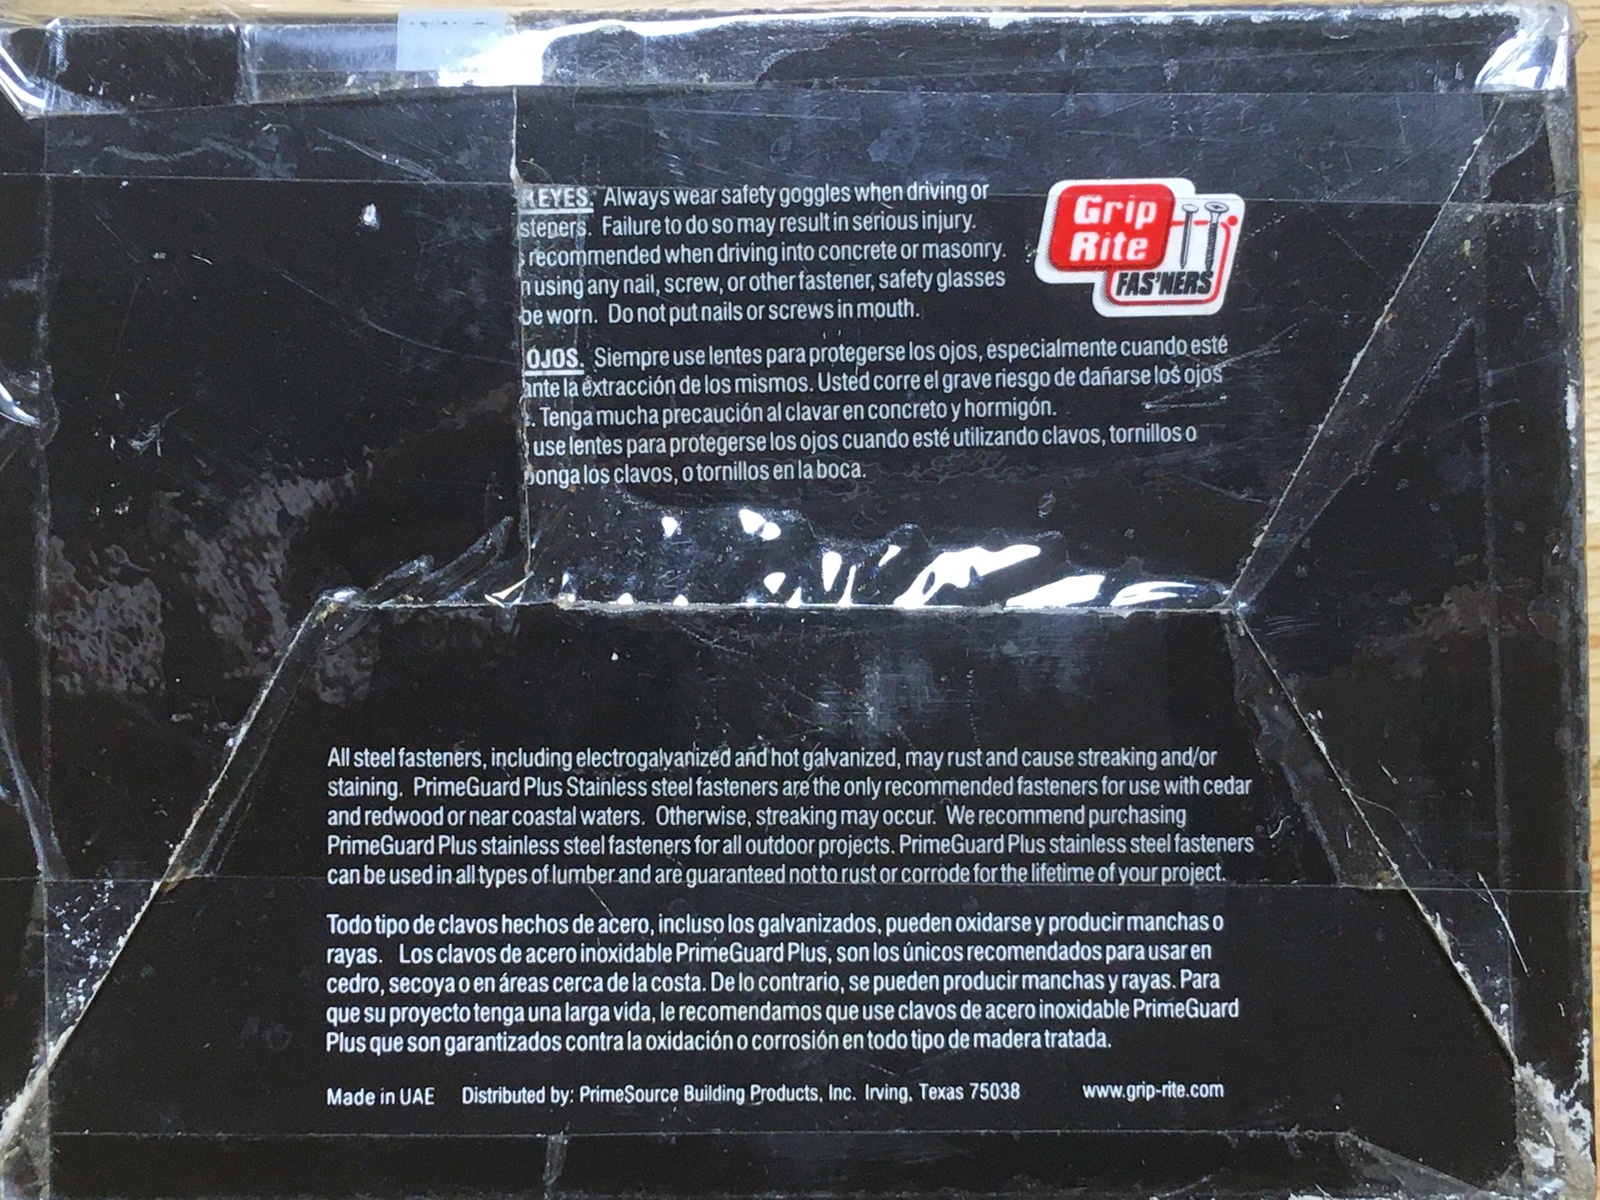 EYES. Always wear safety goggles when driving or
steners. Failure to do so may result in serious injury.
recommended when driving into concrete or masonry.
using any nail, screw, or other fastener, safety glasses
be worn. Do not put nails or screws in mouth.
Grip
Rite
FAS'NERS
OJOS. Siempre use lentes para protegerse los ojos, especialmente cuando esté
ante la extracción de los mismos. Usted corre el grave riesgo de dañarse los ojos
. Tenga mucha precaución al clavar en concreto y hormigón.
use lentes para protegerse los ojos cuando esté utilizando clavos, tornillos o
ponga los clavos, o tornillos en la boca.
All steel fasteners, including electrogalvanized and hot galvanized, may rust and cause streaking and/or
staining. PrimeGuard Plus Stainless steel fasteners are the only recommended fasteners for use with cedar
and redwood or near coastal waters. Otherwise, streaking may occur. We recommend purchasing
PrimeGuard Plus stainless steel fasteners for all outdoor projects. PrimeGuard Plus stainless steel fasteners
can be used in all types of lumber and are guaranteed not to rust or corrode for the lifetime of your project.
Todo tipo de clavos hechos de acero, incluso los galvanizados, pueden oxidarse y producir manchas o
rayas. Los clavos de acero inoxidable PrimeGuard Plus, son los únicos recomendados para usar en
cedro, secoya o en áreas cerca de la costa. De lo contrario, se pueden producir manchas y rayas. Para
que su proyecto tenga una larga vida, le recomendamos que use clavos de acero inoxidable PrimeGuard
Plus que son garantizados contra la oxidación o corrosión en todo tipo de madera tratada.
Made in UAE Distributed by: PrimeSource Building Products, Inc. Irving, Texas 75038 www.grip-rite.com